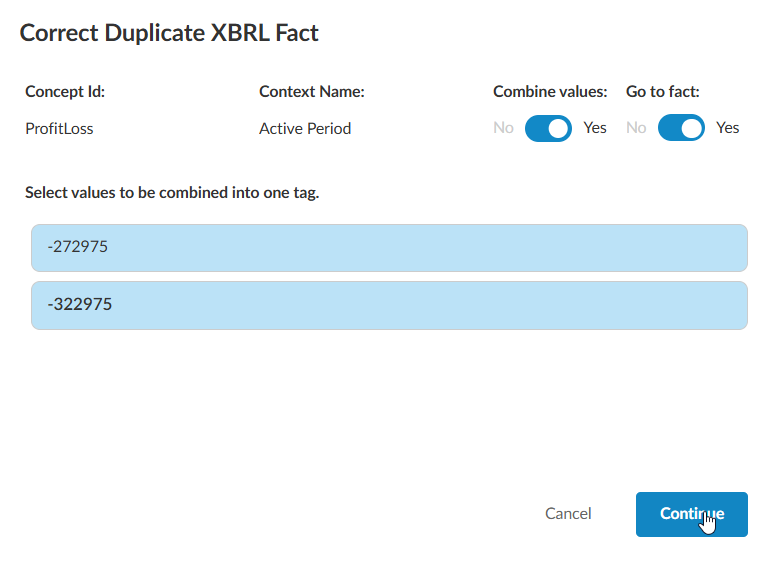 Correct Duplicate XBRL Fact
Concept Id: Context Name: Combine values: Go to fact:
ProfitLoss Active Period No Yes No Yes
Select values to be combined into one tag.
-272975
-322975
Cancel Continue